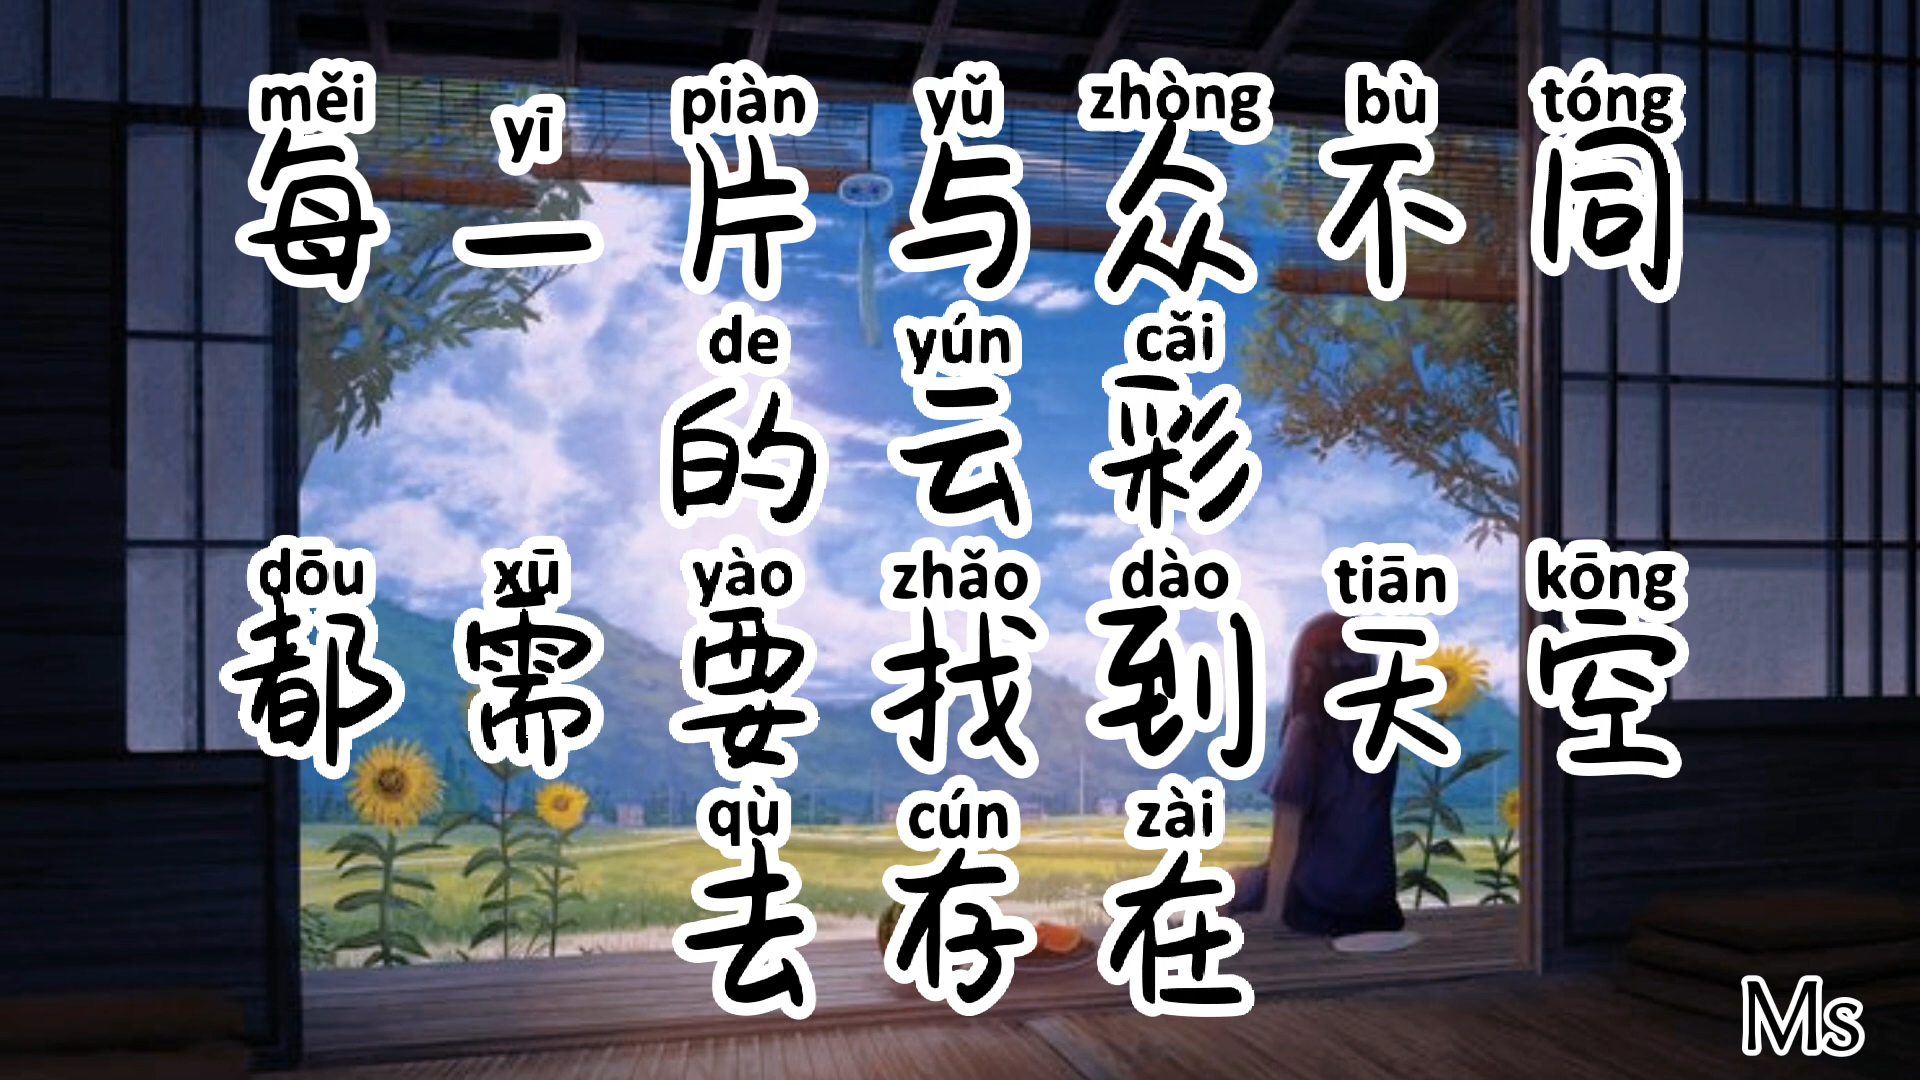 měi yī piàn yǔ zhòng bù tóng
每一片与众不同
de yún cǎi
的云彩
dōu xū yào zhǎo dào tiān kōng
都需要找到天空
qù cún zài
去存在
Ms